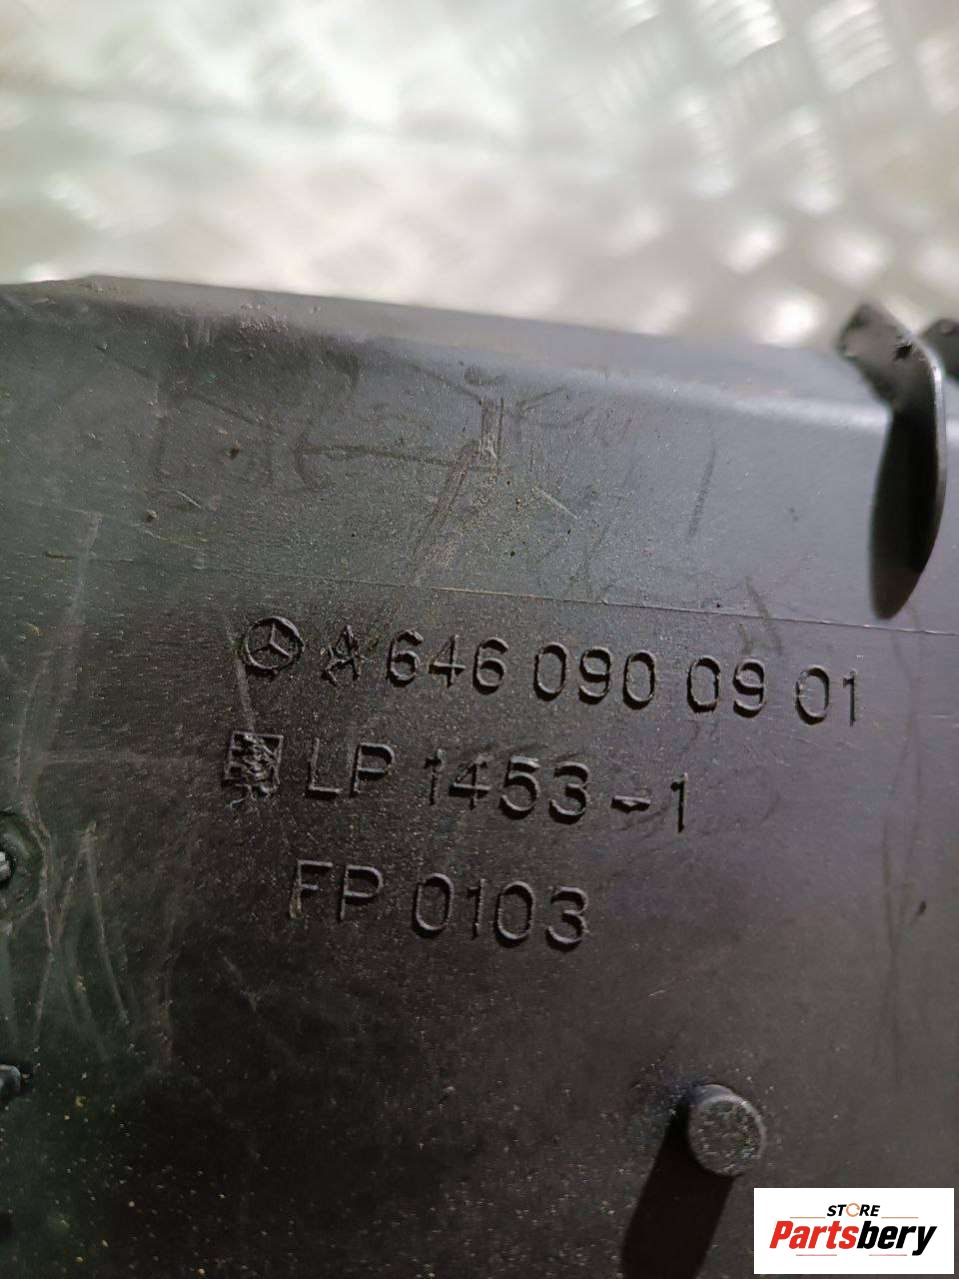 A 646 090 09 01
LP 1453-1
FP 0103
STORE
Partsbery